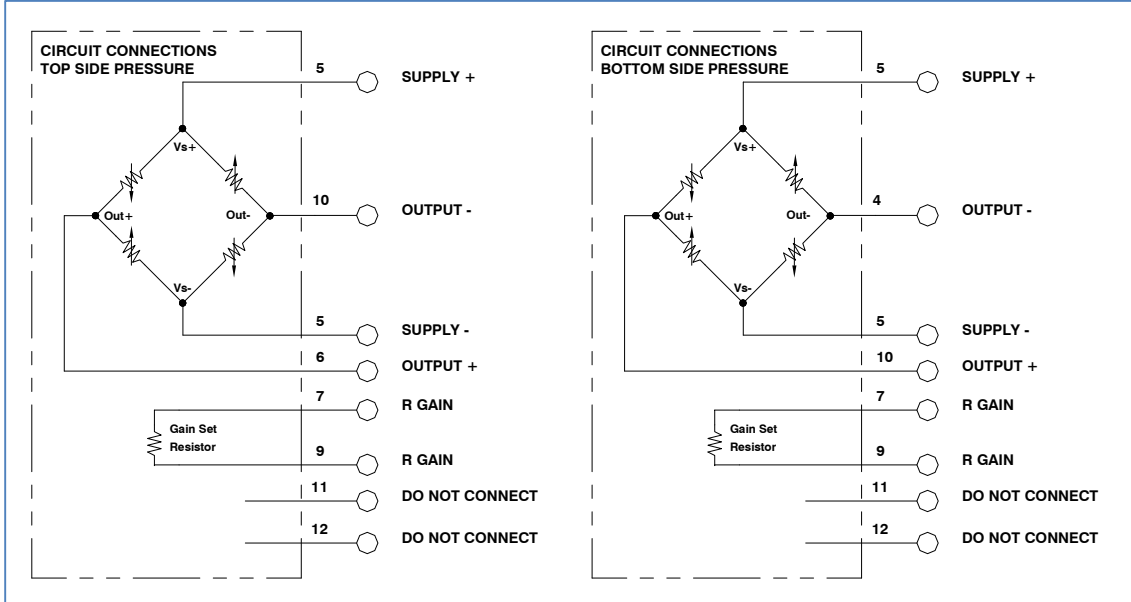 CIRCUIT CONNECTIONS
TOP SIDE PRESSURE
5
SUPPLY +
Vs+
Out+
Out-
10
OUTPUT -
Vs-
5
SUPPLY -
6
OUTPUT +
7
R GAIN
Gain Set
Resistor
9
R GAIN
11
DO NOT CONNECT
12
DO NOT CONNECT
CIRCUIT CONNECTIONS
BOTTOM SIDE PRESSURE
5
SUPPLY +
Vs+
Out+
Out-
4
OUTPUT -
Vs-
5
SUPPLY -
10
OUTPUT +
7
R GAIN
Gain Set
Resistor
9
R GAIN
11
DO NOT CONNECT
12
DO NOT CONNECT